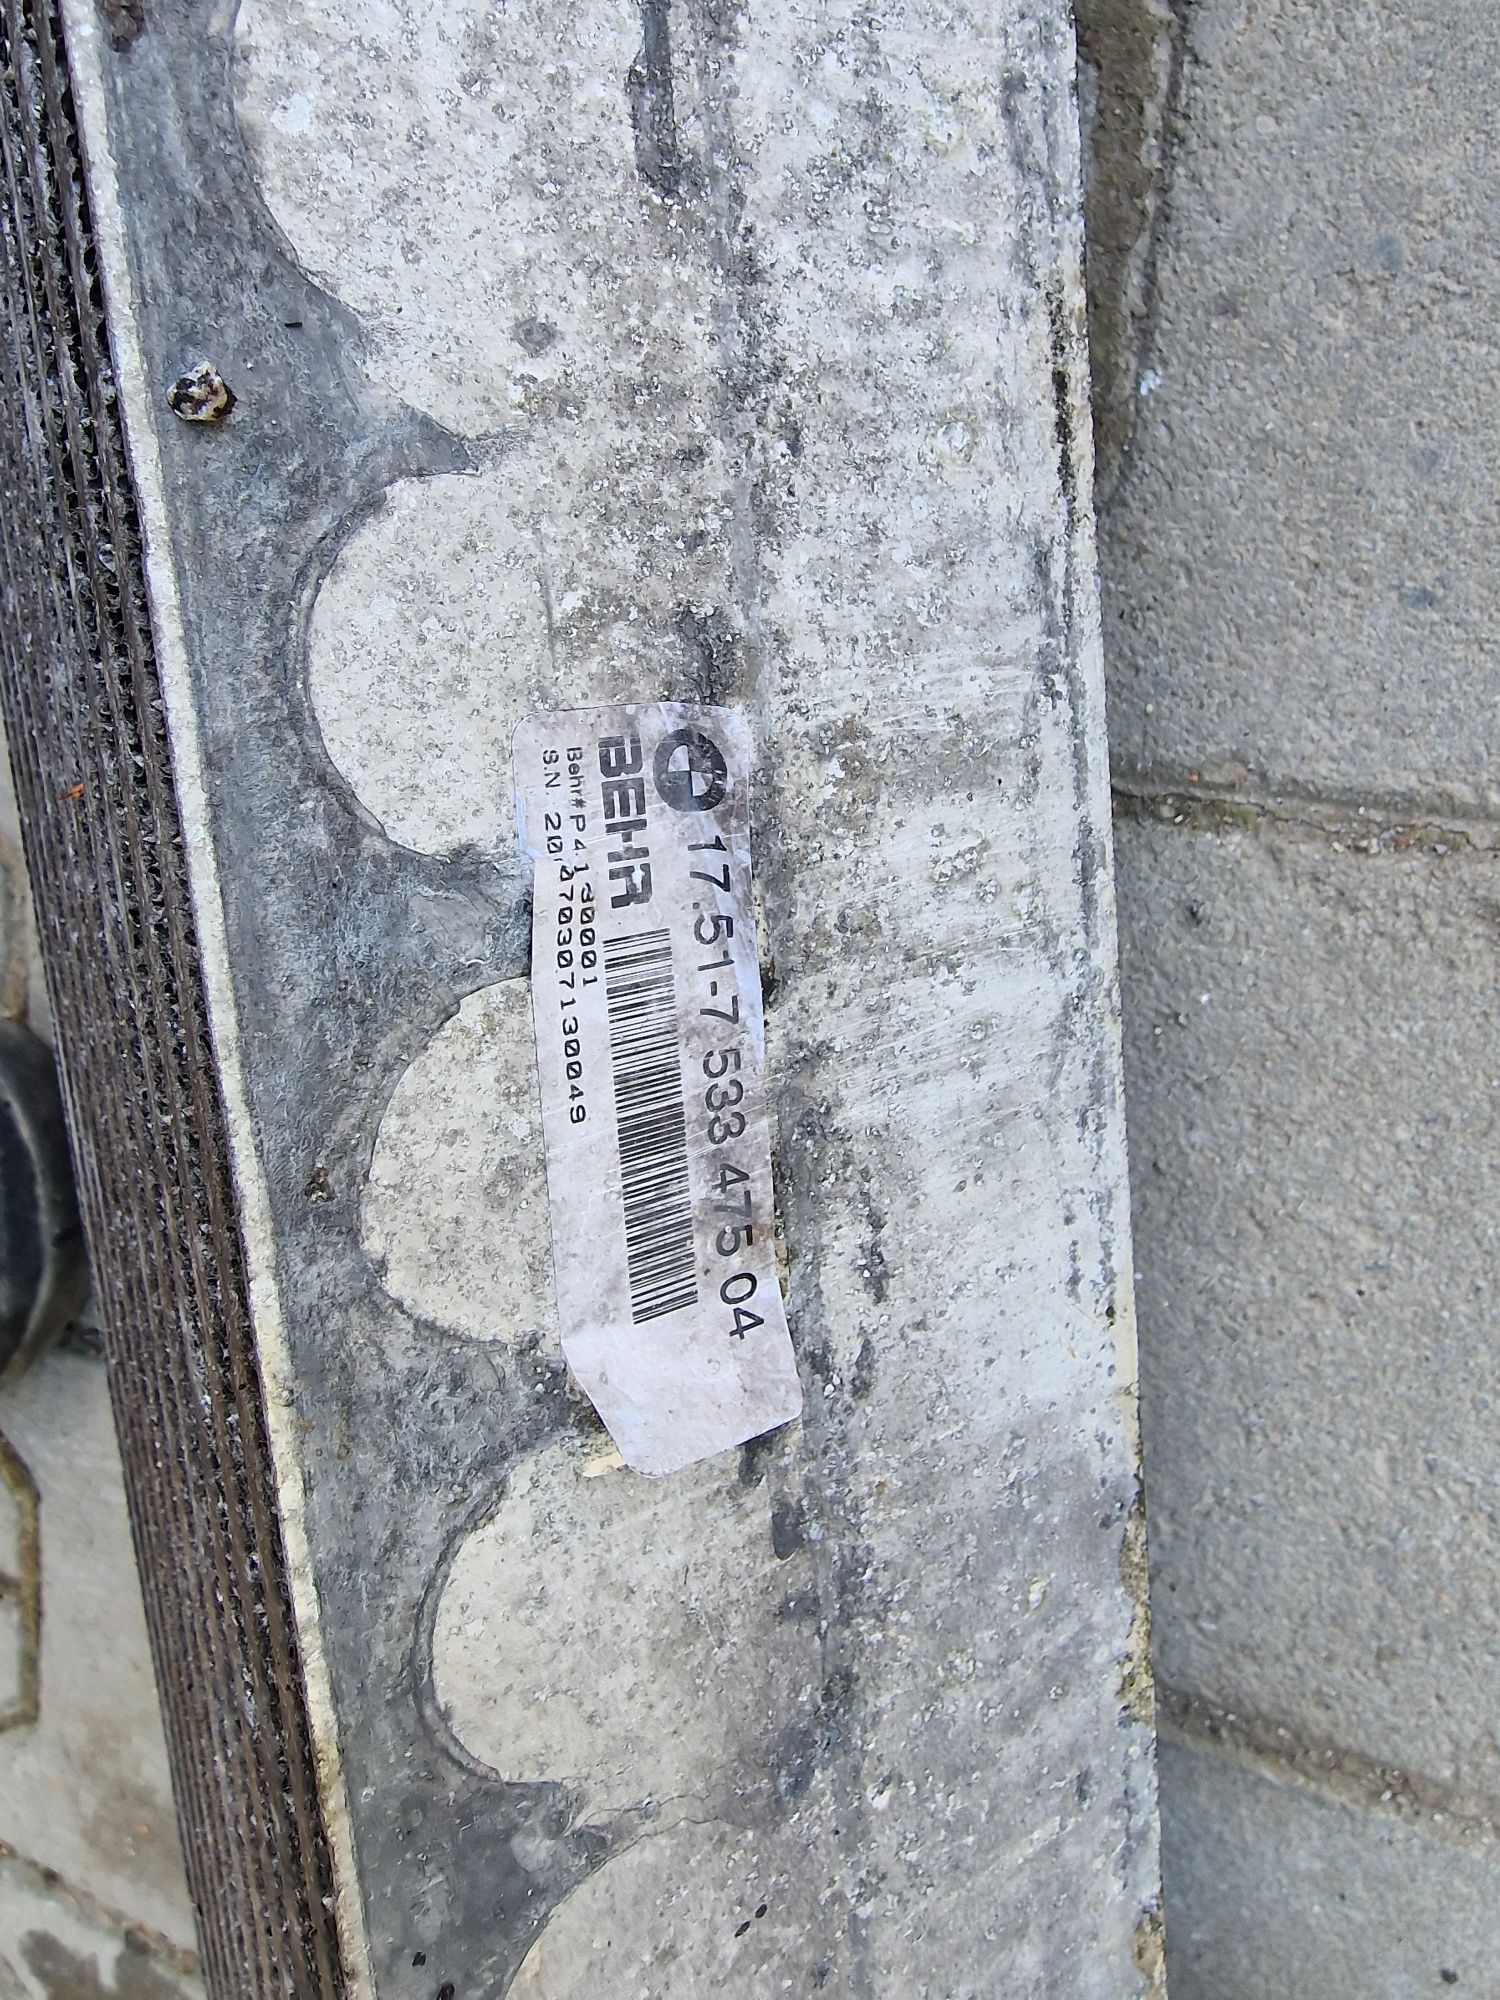 17.51-7 533 475.04
BEHR
Behr# P4.130001
S.N. 20.070307130049